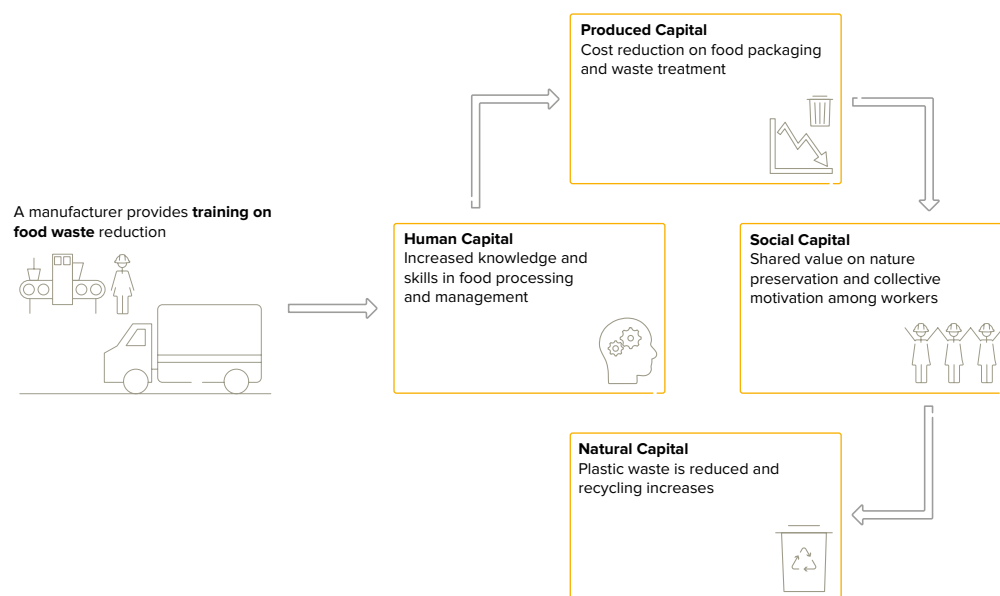 A manufacturer provides training on
food waste reduction
Human Capital
Increased knowledge and
skills in food processing
and management
Produced Capital
Cost reduction on food packaging
and waste treatment
Social Capital
Shared value on nature
preservation and collective
motivation among workers
Natural Capital
Plastic waste is reduced and
recycling increases